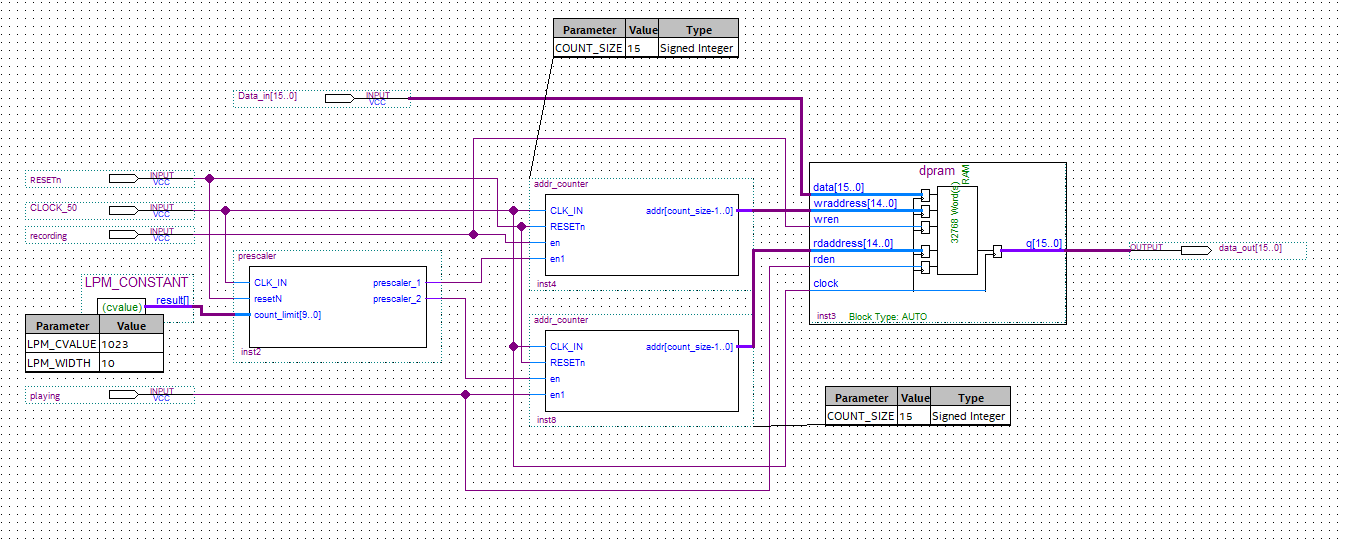 Parameter Value Type
COUNT_SIZE 15 Signed Integer
Data_in[15..0] INPUT
VCC
RESETn INPUT
VCC
CLOCK_50 INPUT
VCC
recording INPUT
VCC
addr_counter
CLK_IN addr[count_size-1..0]
RESETn
en
en1
inst4
dpram
data[15..0]
wraddress[14..0]
wren
rdaddress[14..0]
rden
clock
32768 Word(s)
RAM
q[15..0]
inst3 Block Type: AUTO
OUTPUT data_out[15..0]
prescaler
CLK_IN prescaler_1
resetN prescaler_2
count_limit[9..0]
inst2
LPM_CONSTANT
(cvalue) result[]
Parameter Value
LPM_CVALUE 1023
LPM_WIDTH 10
addr_counter
CLK_IN addr[count_size-1..0]
RESETn
en
en1
inst8
playing INPUT
VCC
Parameter Value Type
COUNT_SIZE 15 Signed Integer